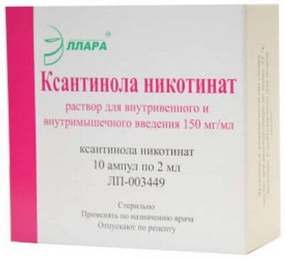 ЭЛЛАРА
Ксантинола никотинат
раствор для внутривенного и
внутримышечного введения 150 мг/мл
ксантинола никотинат
10 ампул по 2 мл
ЛП-003449
Стерильно
Применять по назначению врача
Отпускают по рецепту